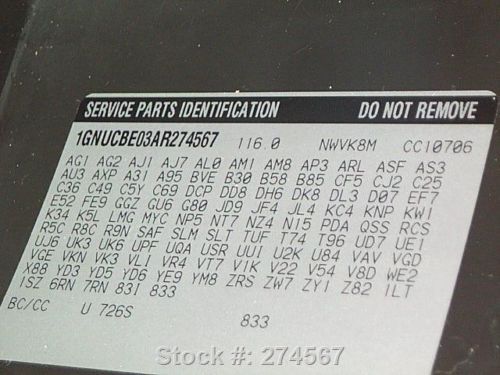 SERVICE PARTS IDENTIFICATION DO NOT REMOVE
1GNUCBE03AR274567 116.0 NWVK8M CC10706
AG1 AG2 AJ1 AJ7 AL0 AM1 AM8 AP3 ARL ASF AS3
AU3 AXP A31 A95 BVE B30 B58 B85 CF5 CJ2 C25
C36 C49 C5Y C69 DCP DD8 DH6 DK8 DL3 D07 EF7
E52 FE9 GGZ GU6 G80 JD9 JF4 JL4 KC4 KNP KW1
K34 K5L LMG MYC NP5 NT7 NZ4 N15 PDA QSS RCS
R5C R8C R9N SAF SLM SLT TUF T74 T96 UD7 UE1
UJ6 UK3 UK6 UPF UQA USR UU1 U2K U84 VAV VGD
VGE VKN VK3 VL1 VR4 VT7 V1K V22 V54 V8D WE2
X88 YD3 YD5 YD6 YE9 YM8 ZRS ZW7 ZY1 Z82 1LT
1SZ 6RN 7RN 831 833
BC/CC U 726S
833
Stock #: 274567